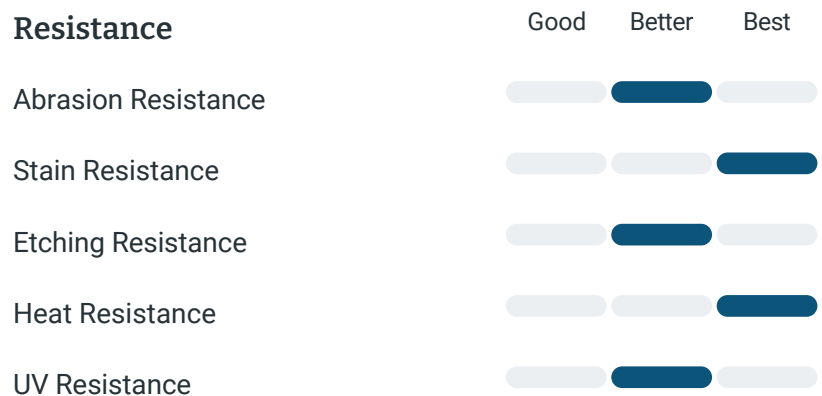 Resistance Good Better Best
Abrasion Resistance
Stain Resistance
Etching Resistance
Heat Resistance
UV Resistance